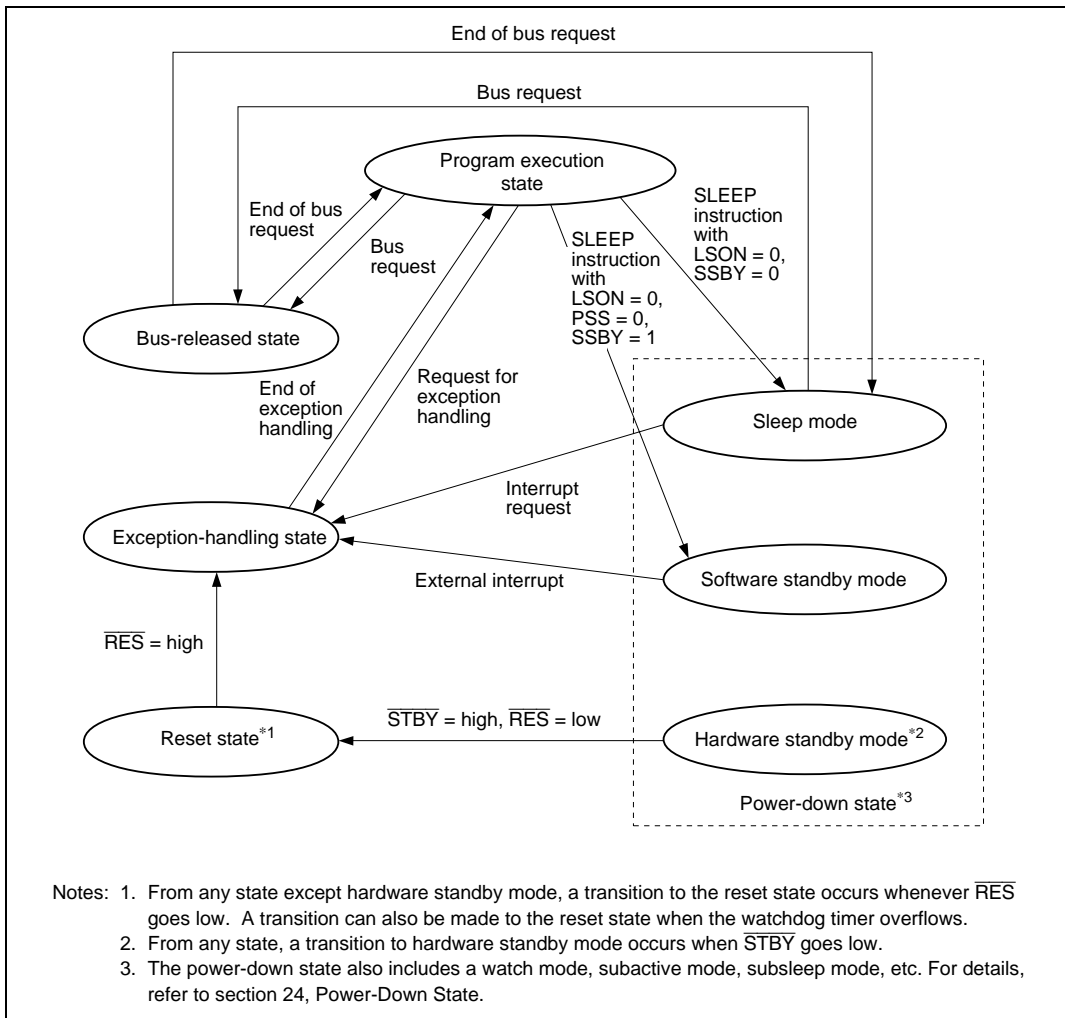 End of bus request
Bus request
Program execution
state
End of bus
request
Bus
request
SLEEP
instruction
with
LSON = 0,
PSS = 0,
SSBY = 1
SLEEP
instruction
with
LSON = 0,
SSBY = 0
Bus-released state
End of
exception
handling
Request for
exception
handling
Sleep mode
Interrupt
request
Exception-handling state
External interrupt
Software standby mode
R̅E̅S̅ = high
S̅T̅B̅Y̅ = high, R̅E̅S̅ = low
Reset state*1
Hardware standby mode*2
Power-down state*3
Notes: 1. From any state except hardware standby mode, a transition to the reset state occurs whenever R̅E̅S̅
goes low. A transition can also be made to the reset state when the watchdog timer overflows.
2. From any state, a transition to hardware standby mode occurs when S̅T̅B̅Y̅ goes low.
3. The power-down state also includes a watch mode, subactive mode, subsleep mode, etc. For details,
refer to section 24, Power-Down State.